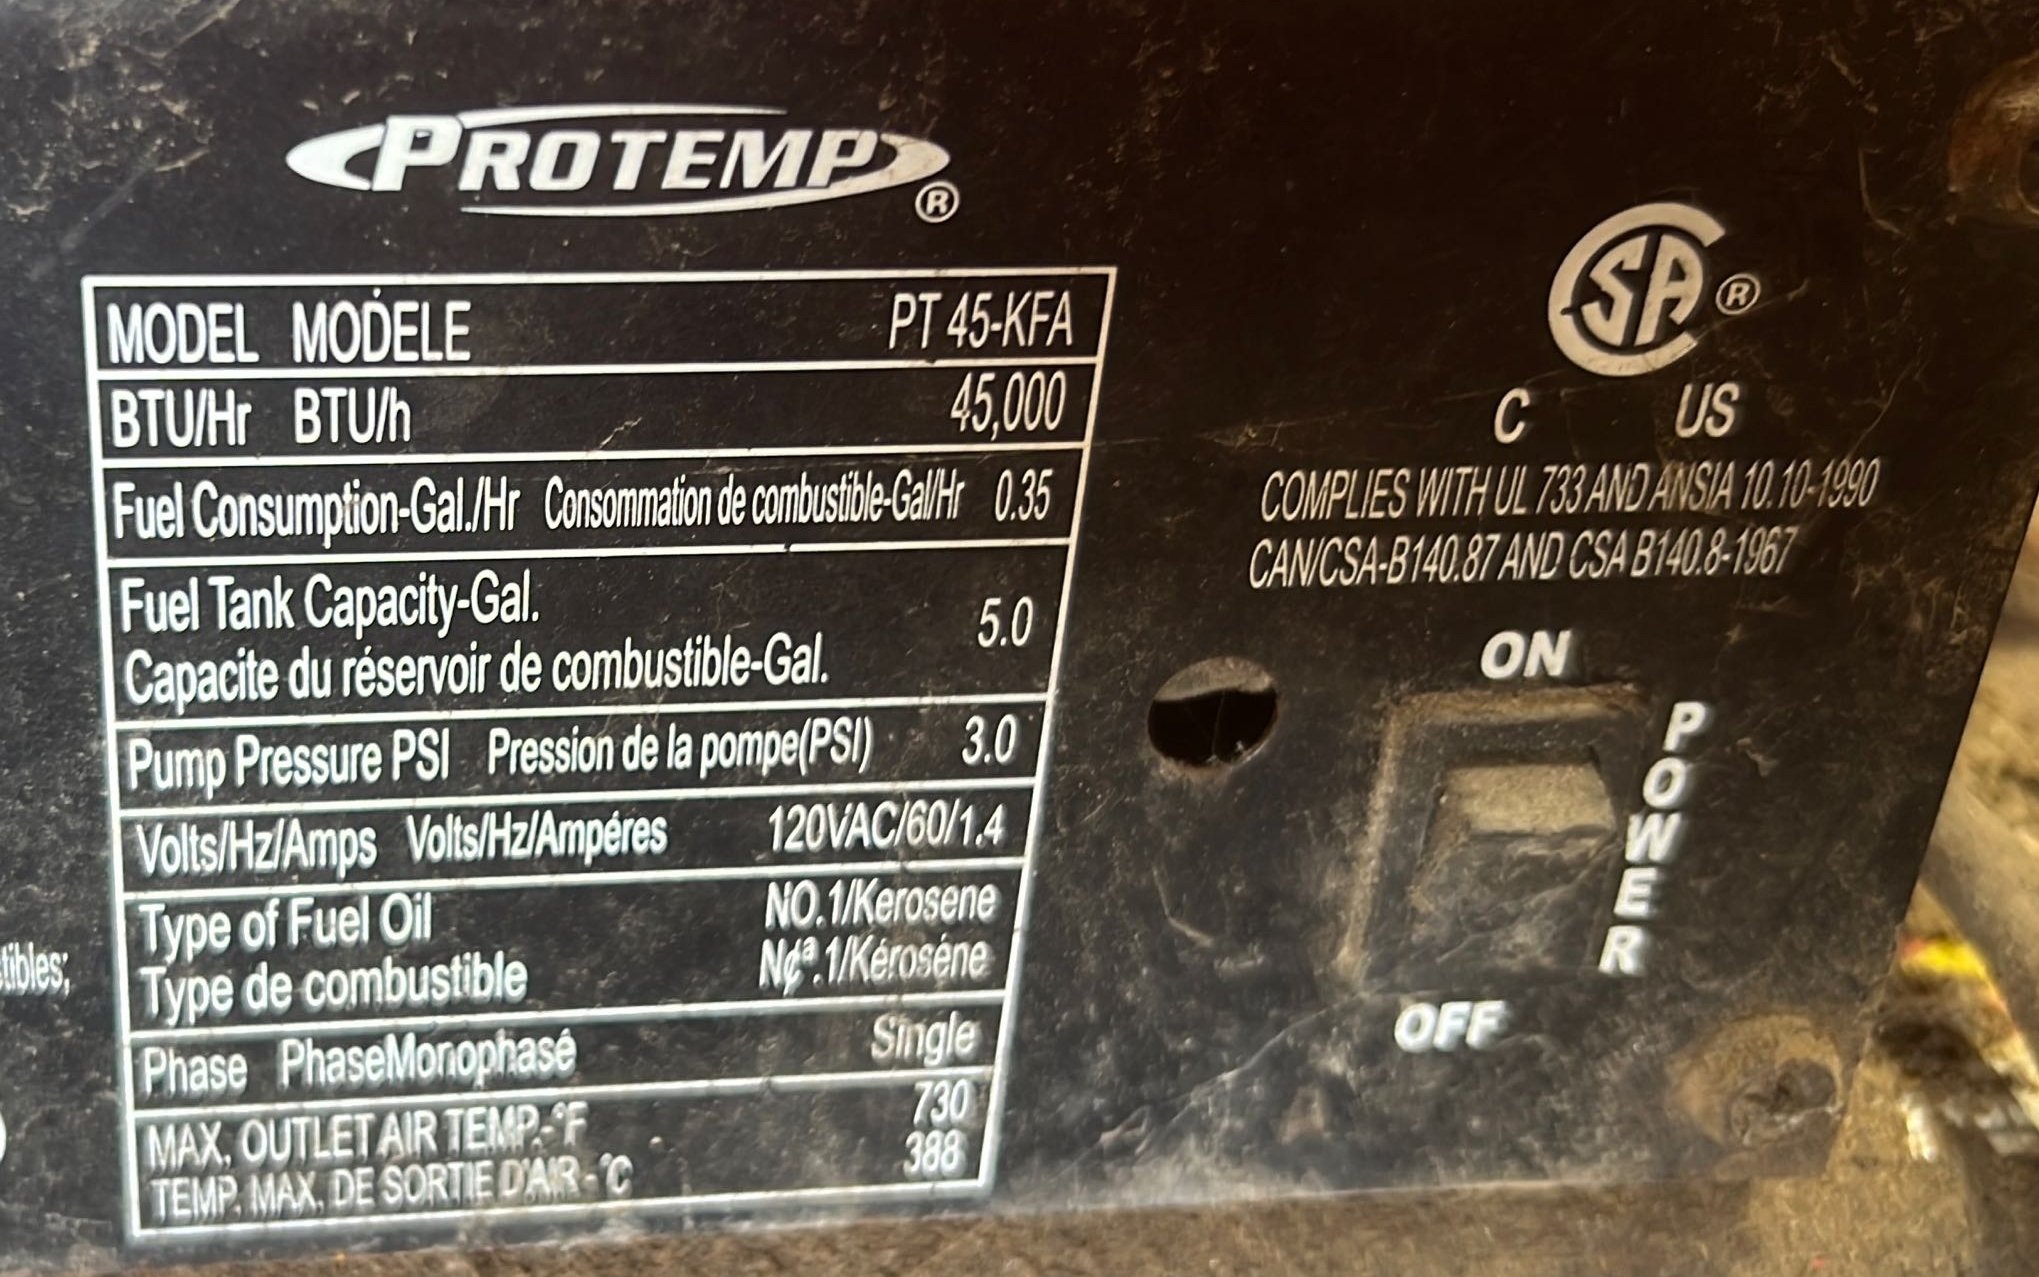 PROTEMP®
MODEL MODÈLE PT 45-KFA
BTU/Hr BTU/h 45,000
Fuel Consumption-Gal./Hr Consommation de combustible-Gal/Hr 0.35
Fuel Tank Capacity-Gal.
Capacite du réservoir de combustible-Gal.
5.0
Pump Pressure PSI Pression de la pompe(PSI) 3.0
Volts/Hz/Amps Volts/Hz/Ampéres 120VAC/60/1.4
Type of Fuel Oil NO.1/Kerosene
Type de combustible N¢ª.1/Kéroséne
Phase PhaseMonophasé Single
MAX. OUTLET AIR TEMP.-°F 730
TEMP. MAX. DE SORTIE D'AIR - °C 388
tibles;
CSA ®
C US
COMPLIES WITH UL 733 AND ANSIA 10.10-1990
CAN/CSA-B140.87 AND CSA B140.8-1967
ON
POWER
OFF